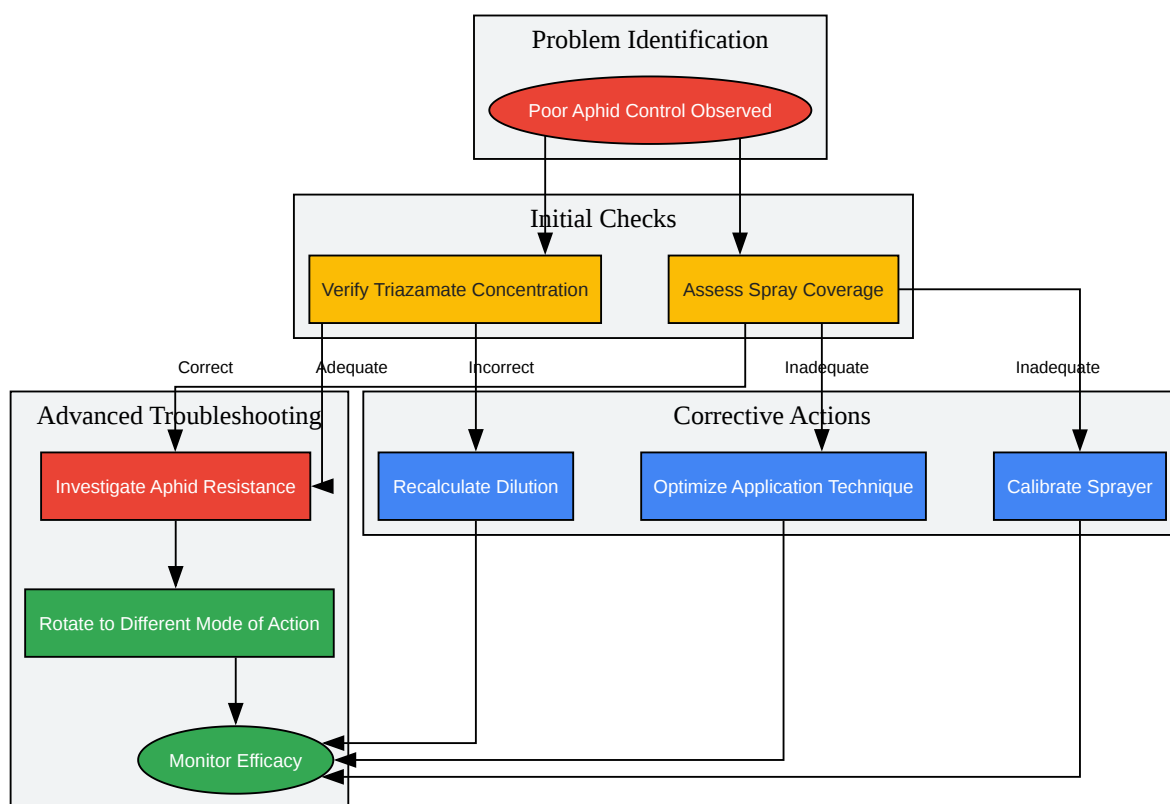 Problem Identification
Poor Aphid Control Observed
Initial Checks
Verify Triazamate Concentration
Assess Spray Coverage
Correct
Adequate
Incorrect
Inadequate
Inadequate
Advanced Troubleshooting
Corrective Actions
Investigate Aphid Resistance
Recalculate Dilution
Optimize Application Technique
Calibrate Sprayer
Rotate to Different Mode of Action
Monitor Efficacy